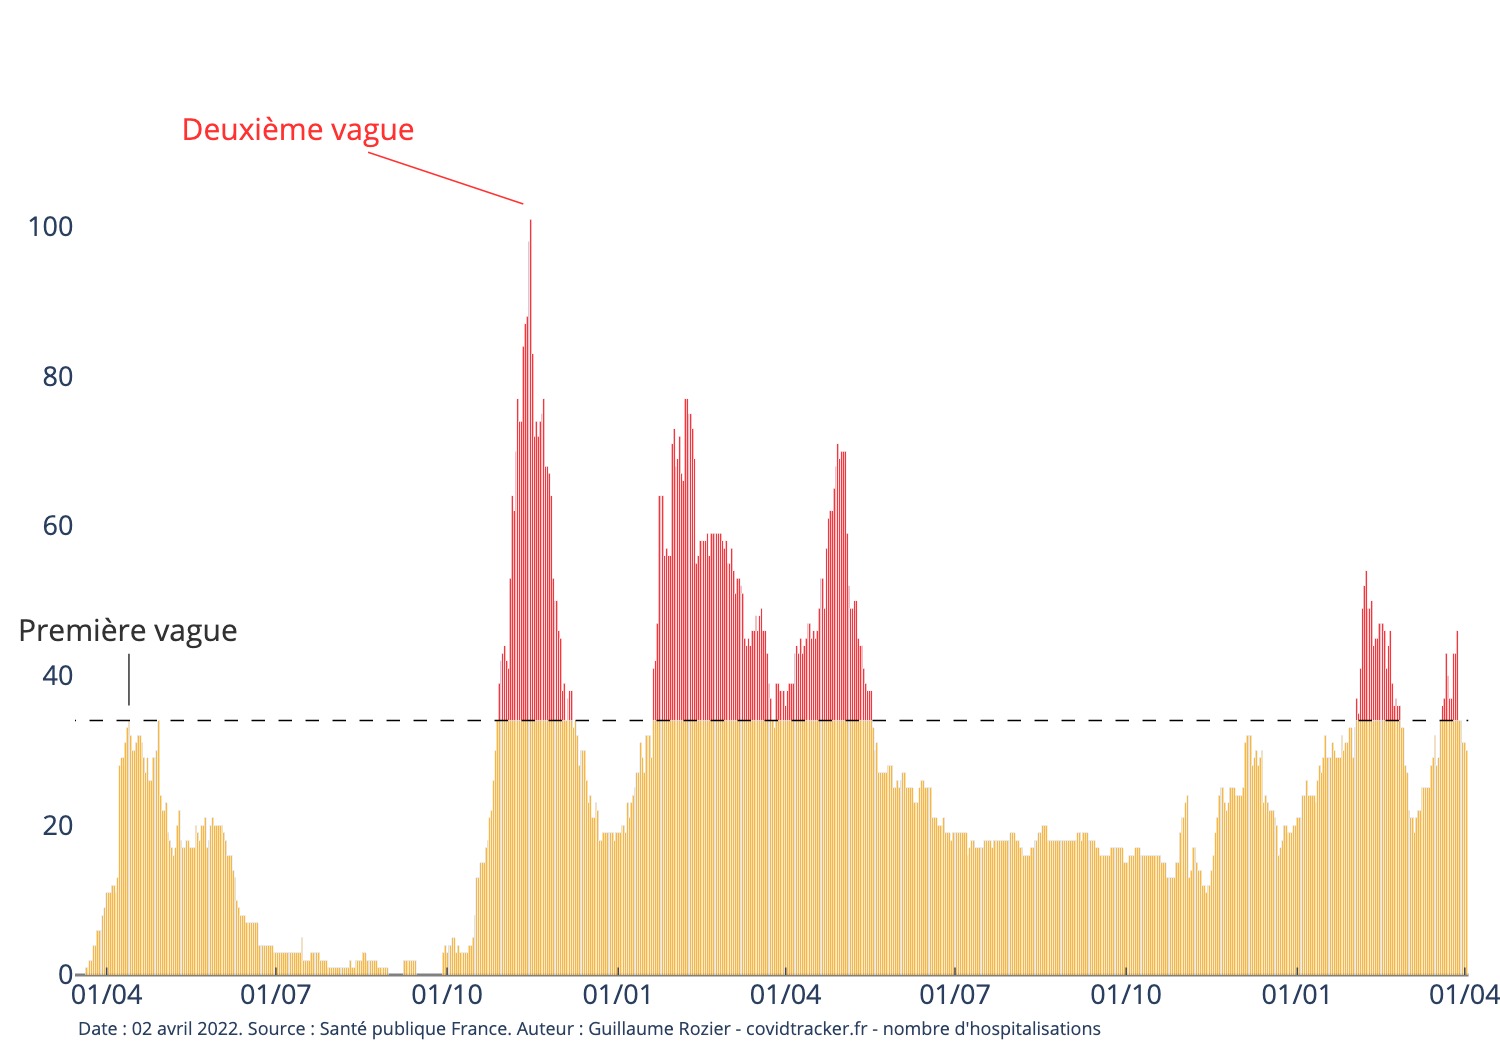 Deuxième vague
100
80
60
Première vague
40
20
0
01/04 01/07 01/10 01/01 01/04 01/07 01/10 01/01 01/04
Date : 02 avril 2022. Source : Santé publique France. Auteur : Guillaume Rozier - covidtracker.fr - nombre d'hospitalisations